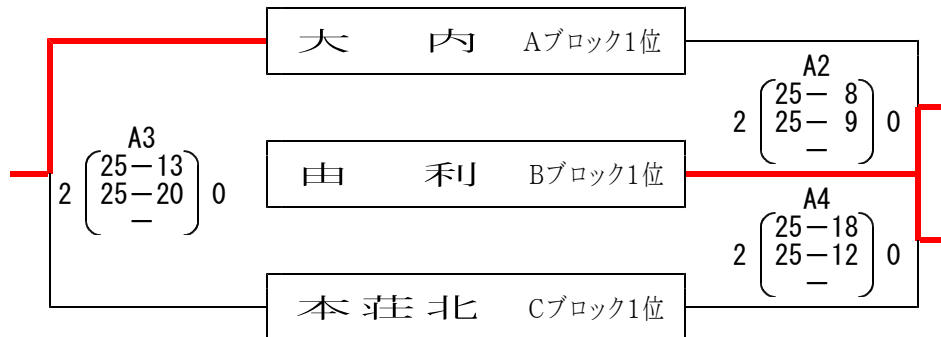 大 内 Aブロック1位
A2
2 25－ 8 0
25－ 9
－
A3
2 25－13 0
25－20
－
由 利 Bブロック1位
A4
2 25－18 0
25－12
－
本荘北 Cブロック1位